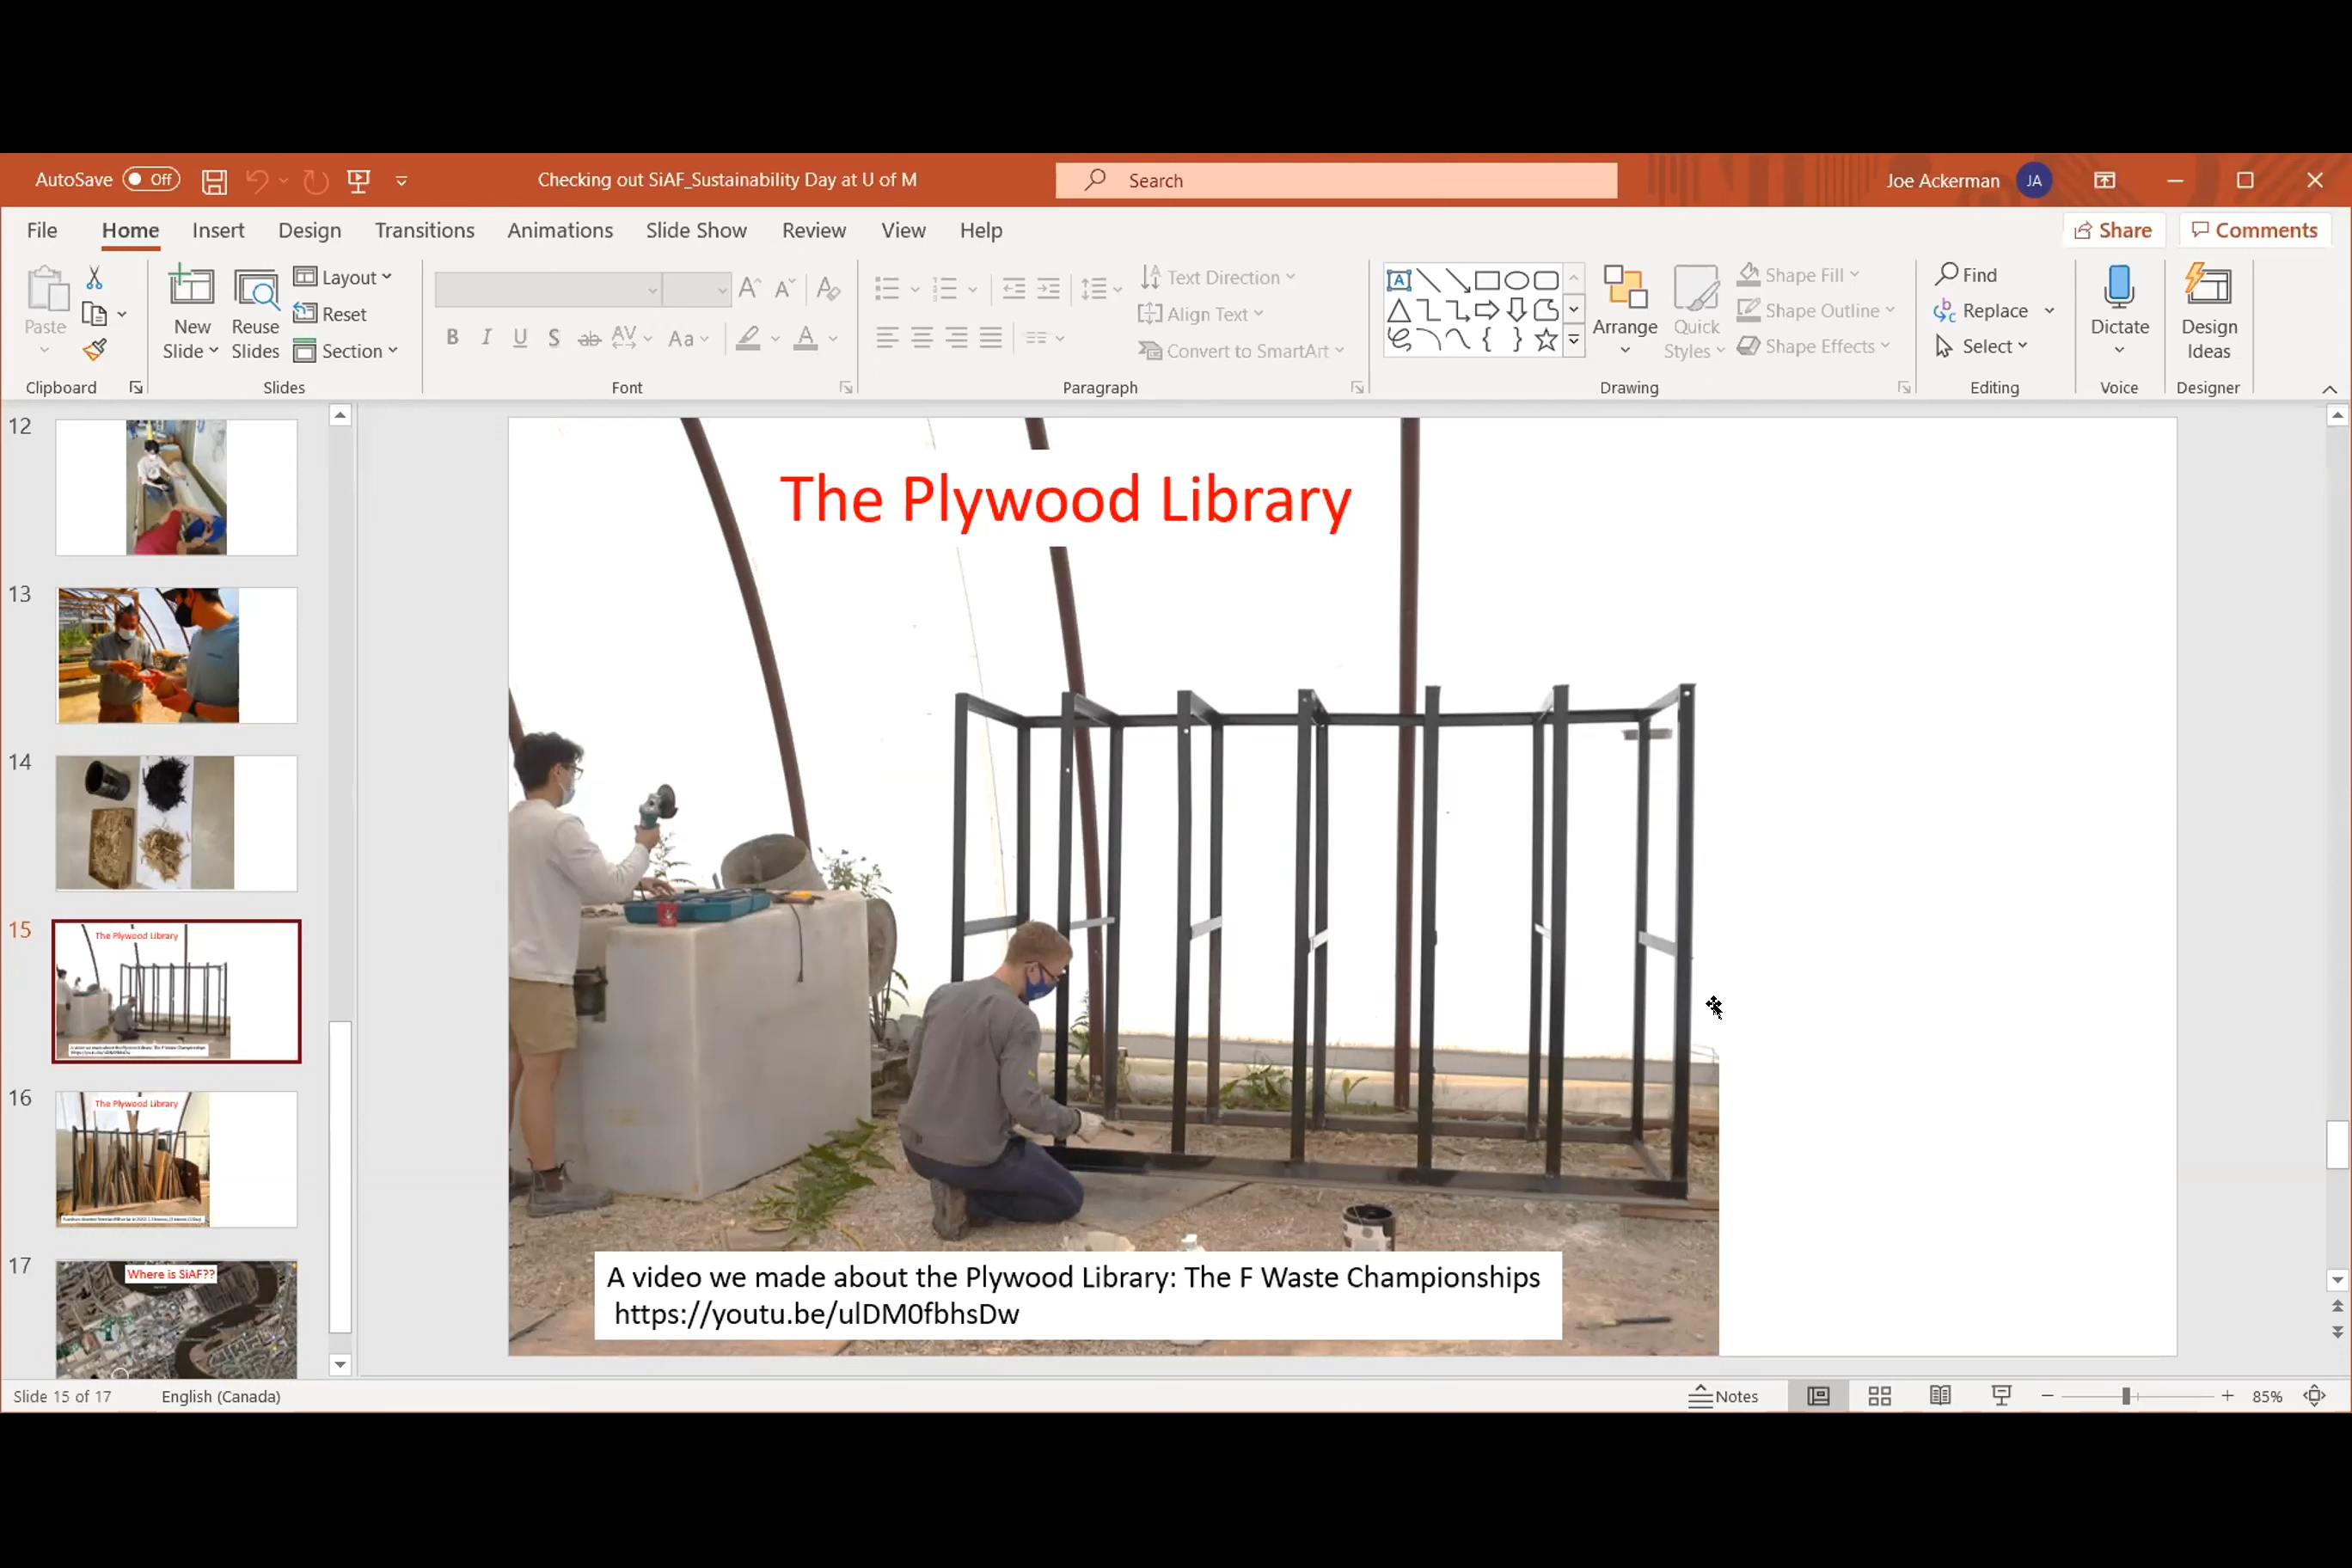 AutoSave Off
Checking out SiAF_Sustainability Day at U of M
Search
Joe Ackerman JA
File Home Insert Design Transitions Animations Slide Show Review View Help
Share Comments
Paste
Clipboard
New Slide
Reuse Slides
Layout
Reset
Section
Slides
B I U S ab AV Aa A
Font
Text Direction
Align Text
Convert to SmartArt
Paragraph
Arrange
Quick Styles
Shape Fill
Shape Outline
Shape Effects
Drawing
Find
Replace
Select
Editing
Dictate
Voice
Design Ideas
Designer
12
13
14
15
The Plywood Library
16
The Plywood Library
17
Where is SiAF??
The Plywood Library
A video we made about the Plywood Library: The F Waste Championships
https://youtu.be/ulDM0fbhsDw
Slide 15 of 17 English (Canada)
Notes
85%